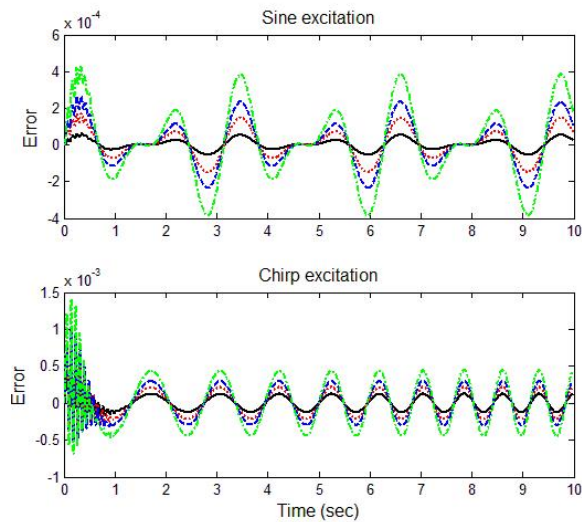 Sine excitation
x 10-4
6
4
2
0
-2
-4
Error
0 1 2 3 4 5 6 7 8 9 10
Chirp excitation
x 10-3
1.5
1
0.5
0
-0.5
-1
Error
0 1 2 3 4 5 6 7 8 9 10
Time (sec)